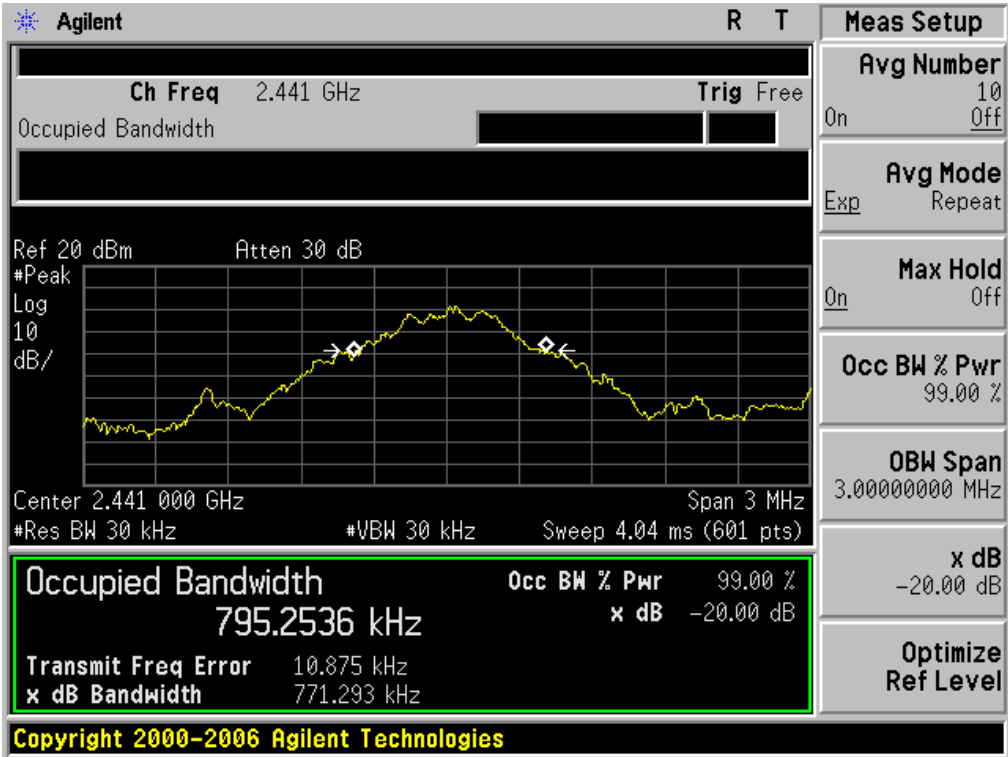 Agilent R T
Ch Freq 2.441 GHz Trig Free
Occupied Bandwidth
Ref 20 dBm Atten 30 dB
#Peak
Log
10
dB/
Center 2.441 000 GHz Span 3 MHz
#Res BW 30 kHz #VBW 30 kHz Sweep 4.04 ms (601 pts)
Occupied Bandwidth Occ BW % Pwr 99.00 %
795.2536 kHz x dB -20.00 dB
Transmit Freq Error 10.875 kHz
x dB Bandwidth 771.293 kHz
Copyright 2000-2006 Agilent Technologies
Meas Setup
Avg Number
10
On Off
Avg Mode
Exp Repeat
Max Hold
On Off
Occ BW % Pwr
99.00 %
OBW Span
3.00000000 MHz
x dB
-20.00 dB
Optimize
Ref Level